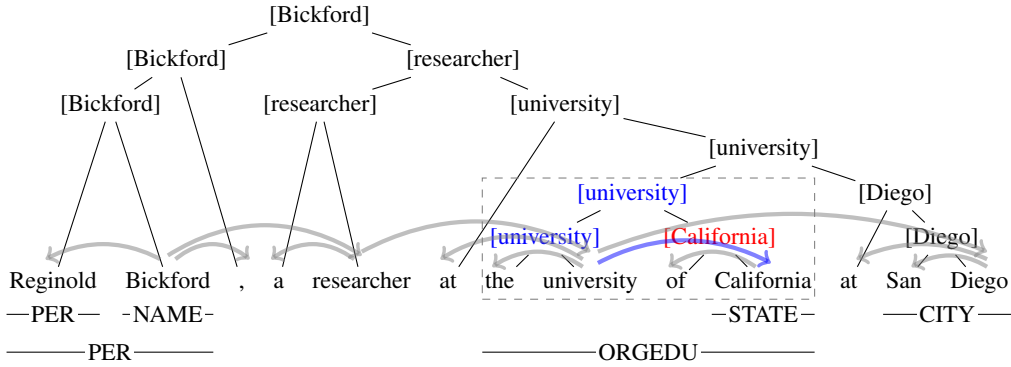 [Bickford]
[Bickford] [researcher]
[Bickford] [researcher] [university]
[university]
[university] [Diego]
[university] [California] [Diego]
Reginold Bickford , a researcher at the university of California at San Diego
PER NAME STATE CITY
PER ORGEDU